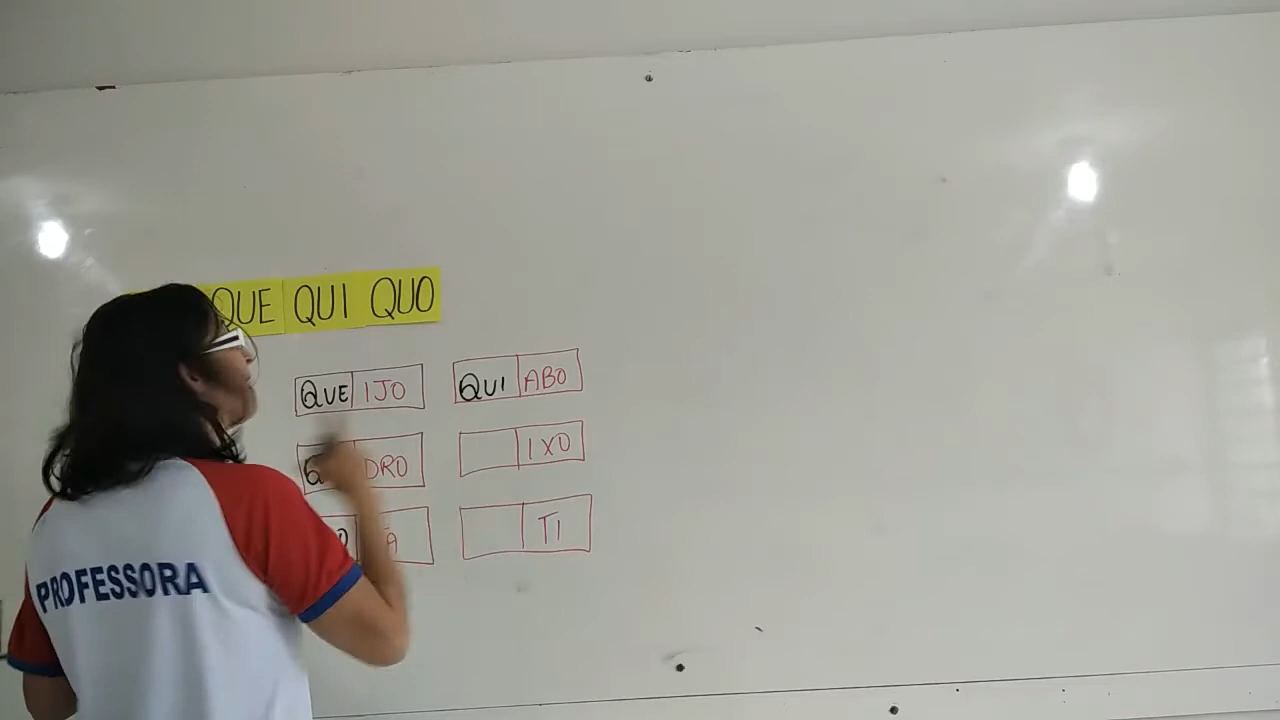 QUE QUI QUO
QUE IJO
QUI ABO
DRO
IXO
TI
PROFESSORA